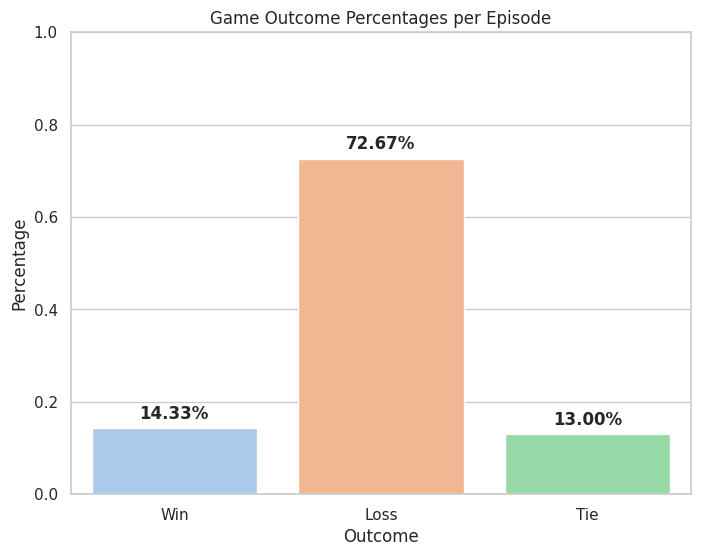 Game Outcome Percentages per Episode
1.0
0.8
0.6
0.4
0.2
0.0
Percentage
14.33%
72.67%
13.00%
Win
Loss
Tie
Outcome